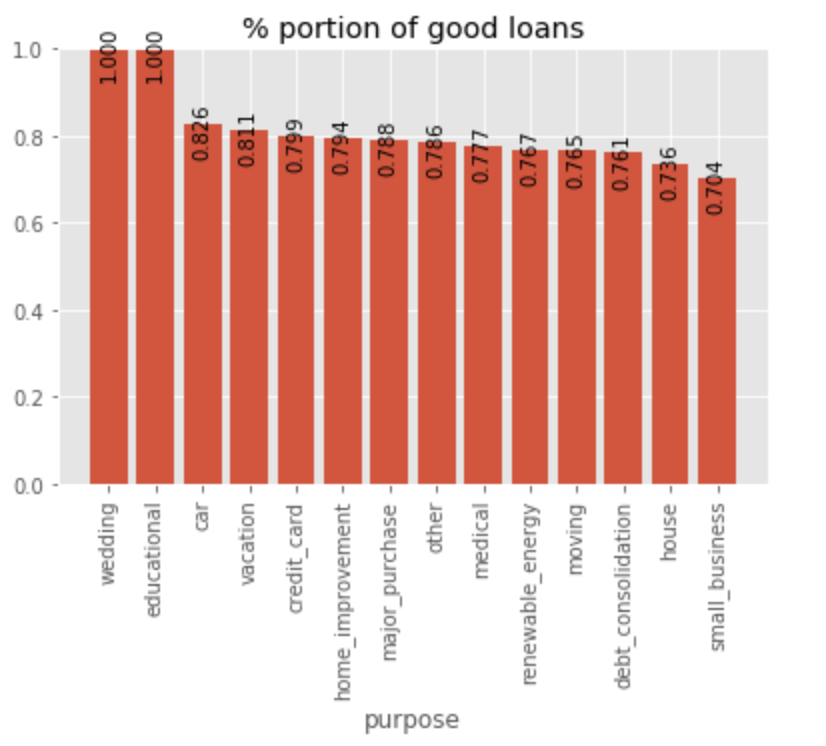 % portion of good loans
1.0
0.8
0.6
0.4
0.2
0.0
1.000
1.000
0.826
0.811
0.799
0.794
0.788
0.786
0.777
0.767
0.765
0.761
0.736
0.704
wedding
educational
car
vacation
credit_card
home_improvement
major_purchase
other
medical
renewable_energy
moving
debt_consolidation
house
small_business
purpose